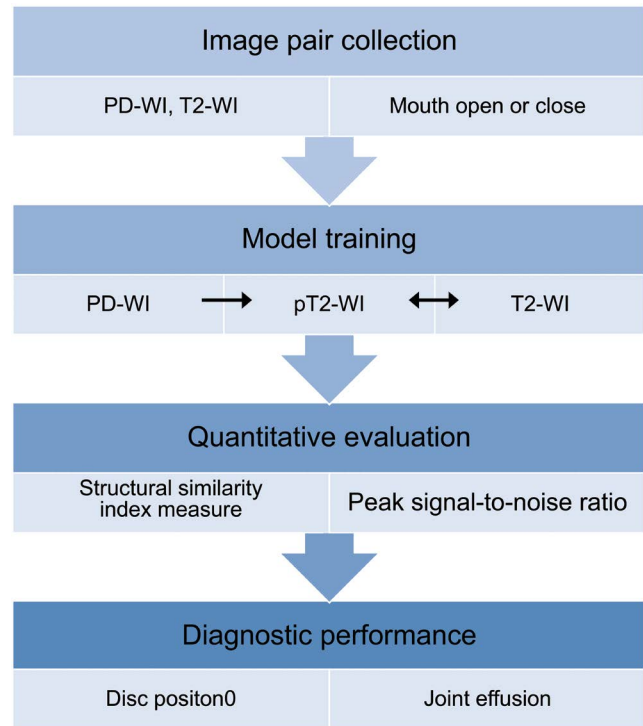 Image pair collection
PD-WI, T2-WI
Mouth open or close
Model training
PD-WI
pT2-WI
T2-WI
Quantitative evaluation
Structural similarity
index measure
Peak signal-to-noise ratio
Diagnostic performance
Disc positon0
Joint effusion